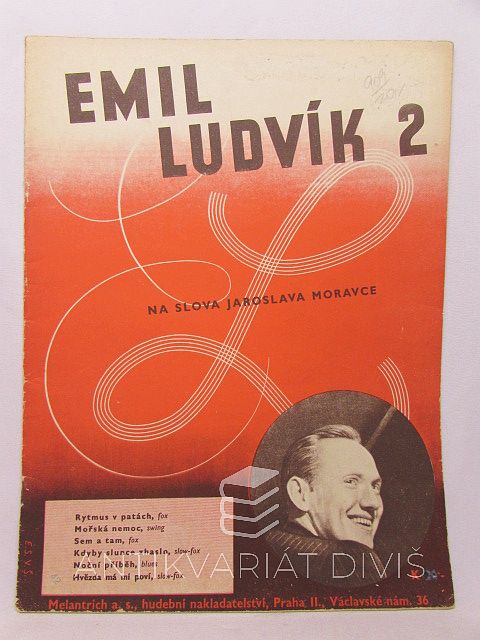 EMIL
LUDVÍK 2
NA SLOVA JAROSLAVA MORAVCE
Rytmus v patách, fox
Mořská nemoc, swing
Sem a tam, fox
Kdyby slunce zhaslo, slow-fox
Noční příběh, blues
Hvězda má mi poví, slow-fox
ANTIKVARIÁT DIVIŠ
Melantrich a. s., hudební nakladatelství, Praha II., Václavské nám. 36